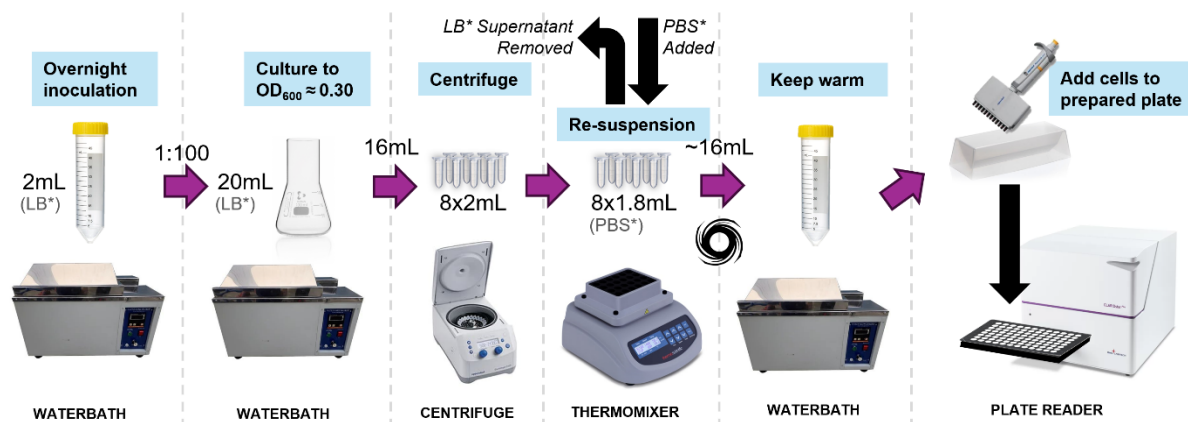 LB* Supernatant
Removed
PBS*
Added
Overnight
inoculation
Culture to
OD₆₀₀ ≈ 0.30
Centrifuge
Re-suspension
Keep warm
Add cells to
prepared plate
1:100
16mL
~16mL
2mL
(LB*)
20mL
(LB*)
8x2mL
8x1.8mL
(PBS*)
WATERBATH
WATERBATH
CENTRIFUGE
THERMOMIXER
WATERBATH
PLATE READER